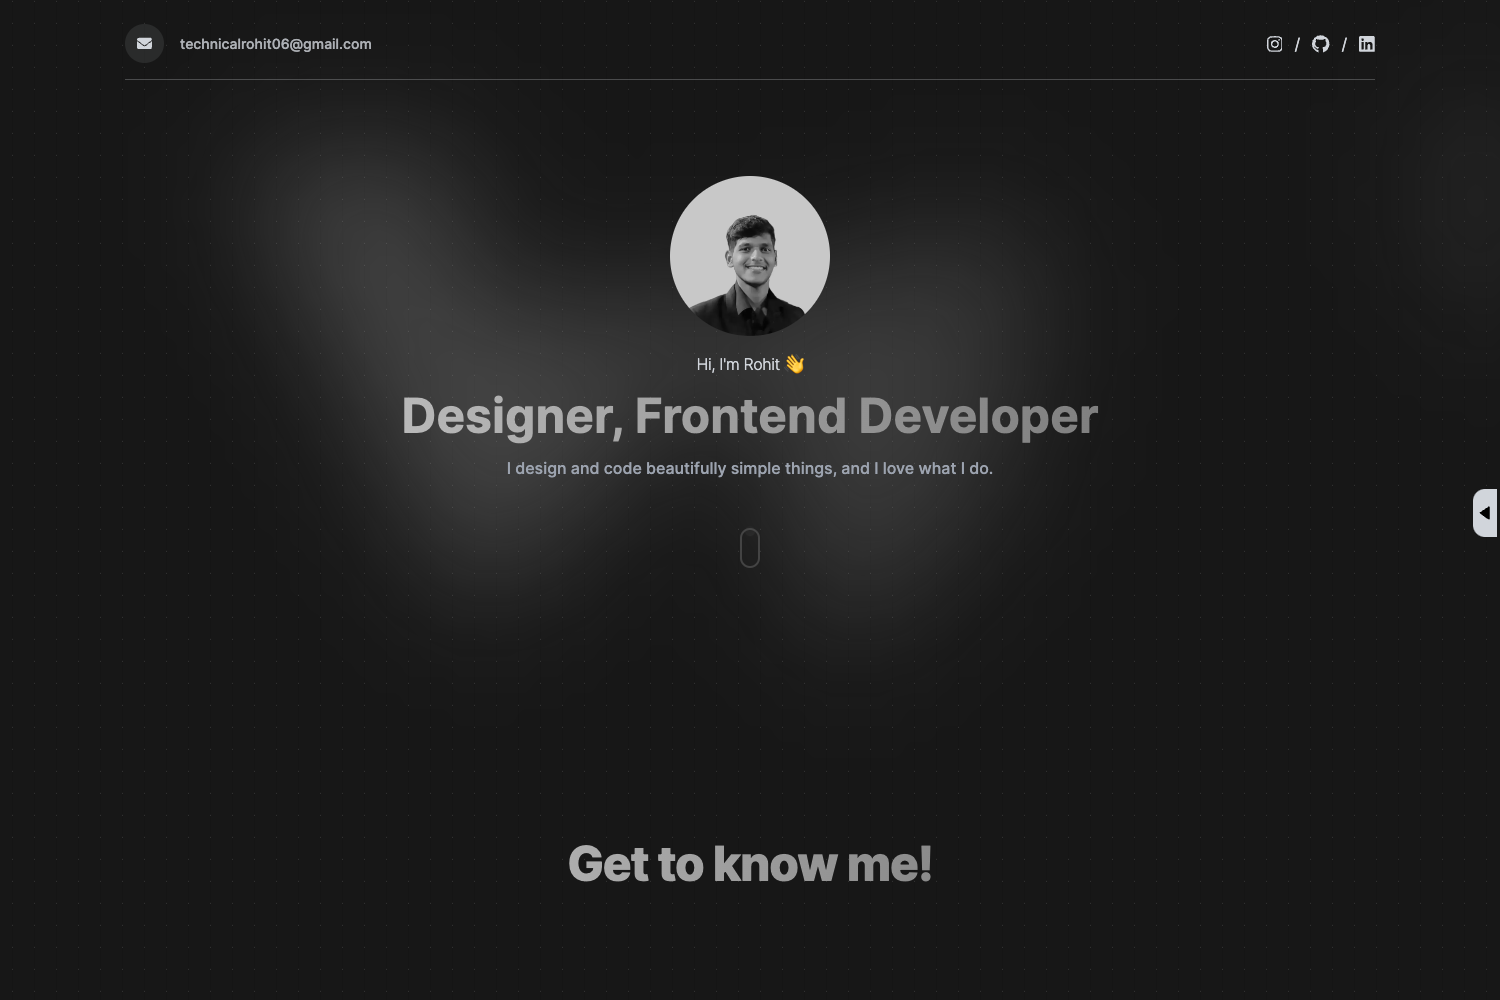 technicalrohit06@gmail.com
/ /
Hi, I'm Rohit 👋
Designer, Frontend Developer
I design and code beautifully simple things, and I love what I do.
Get to know me!